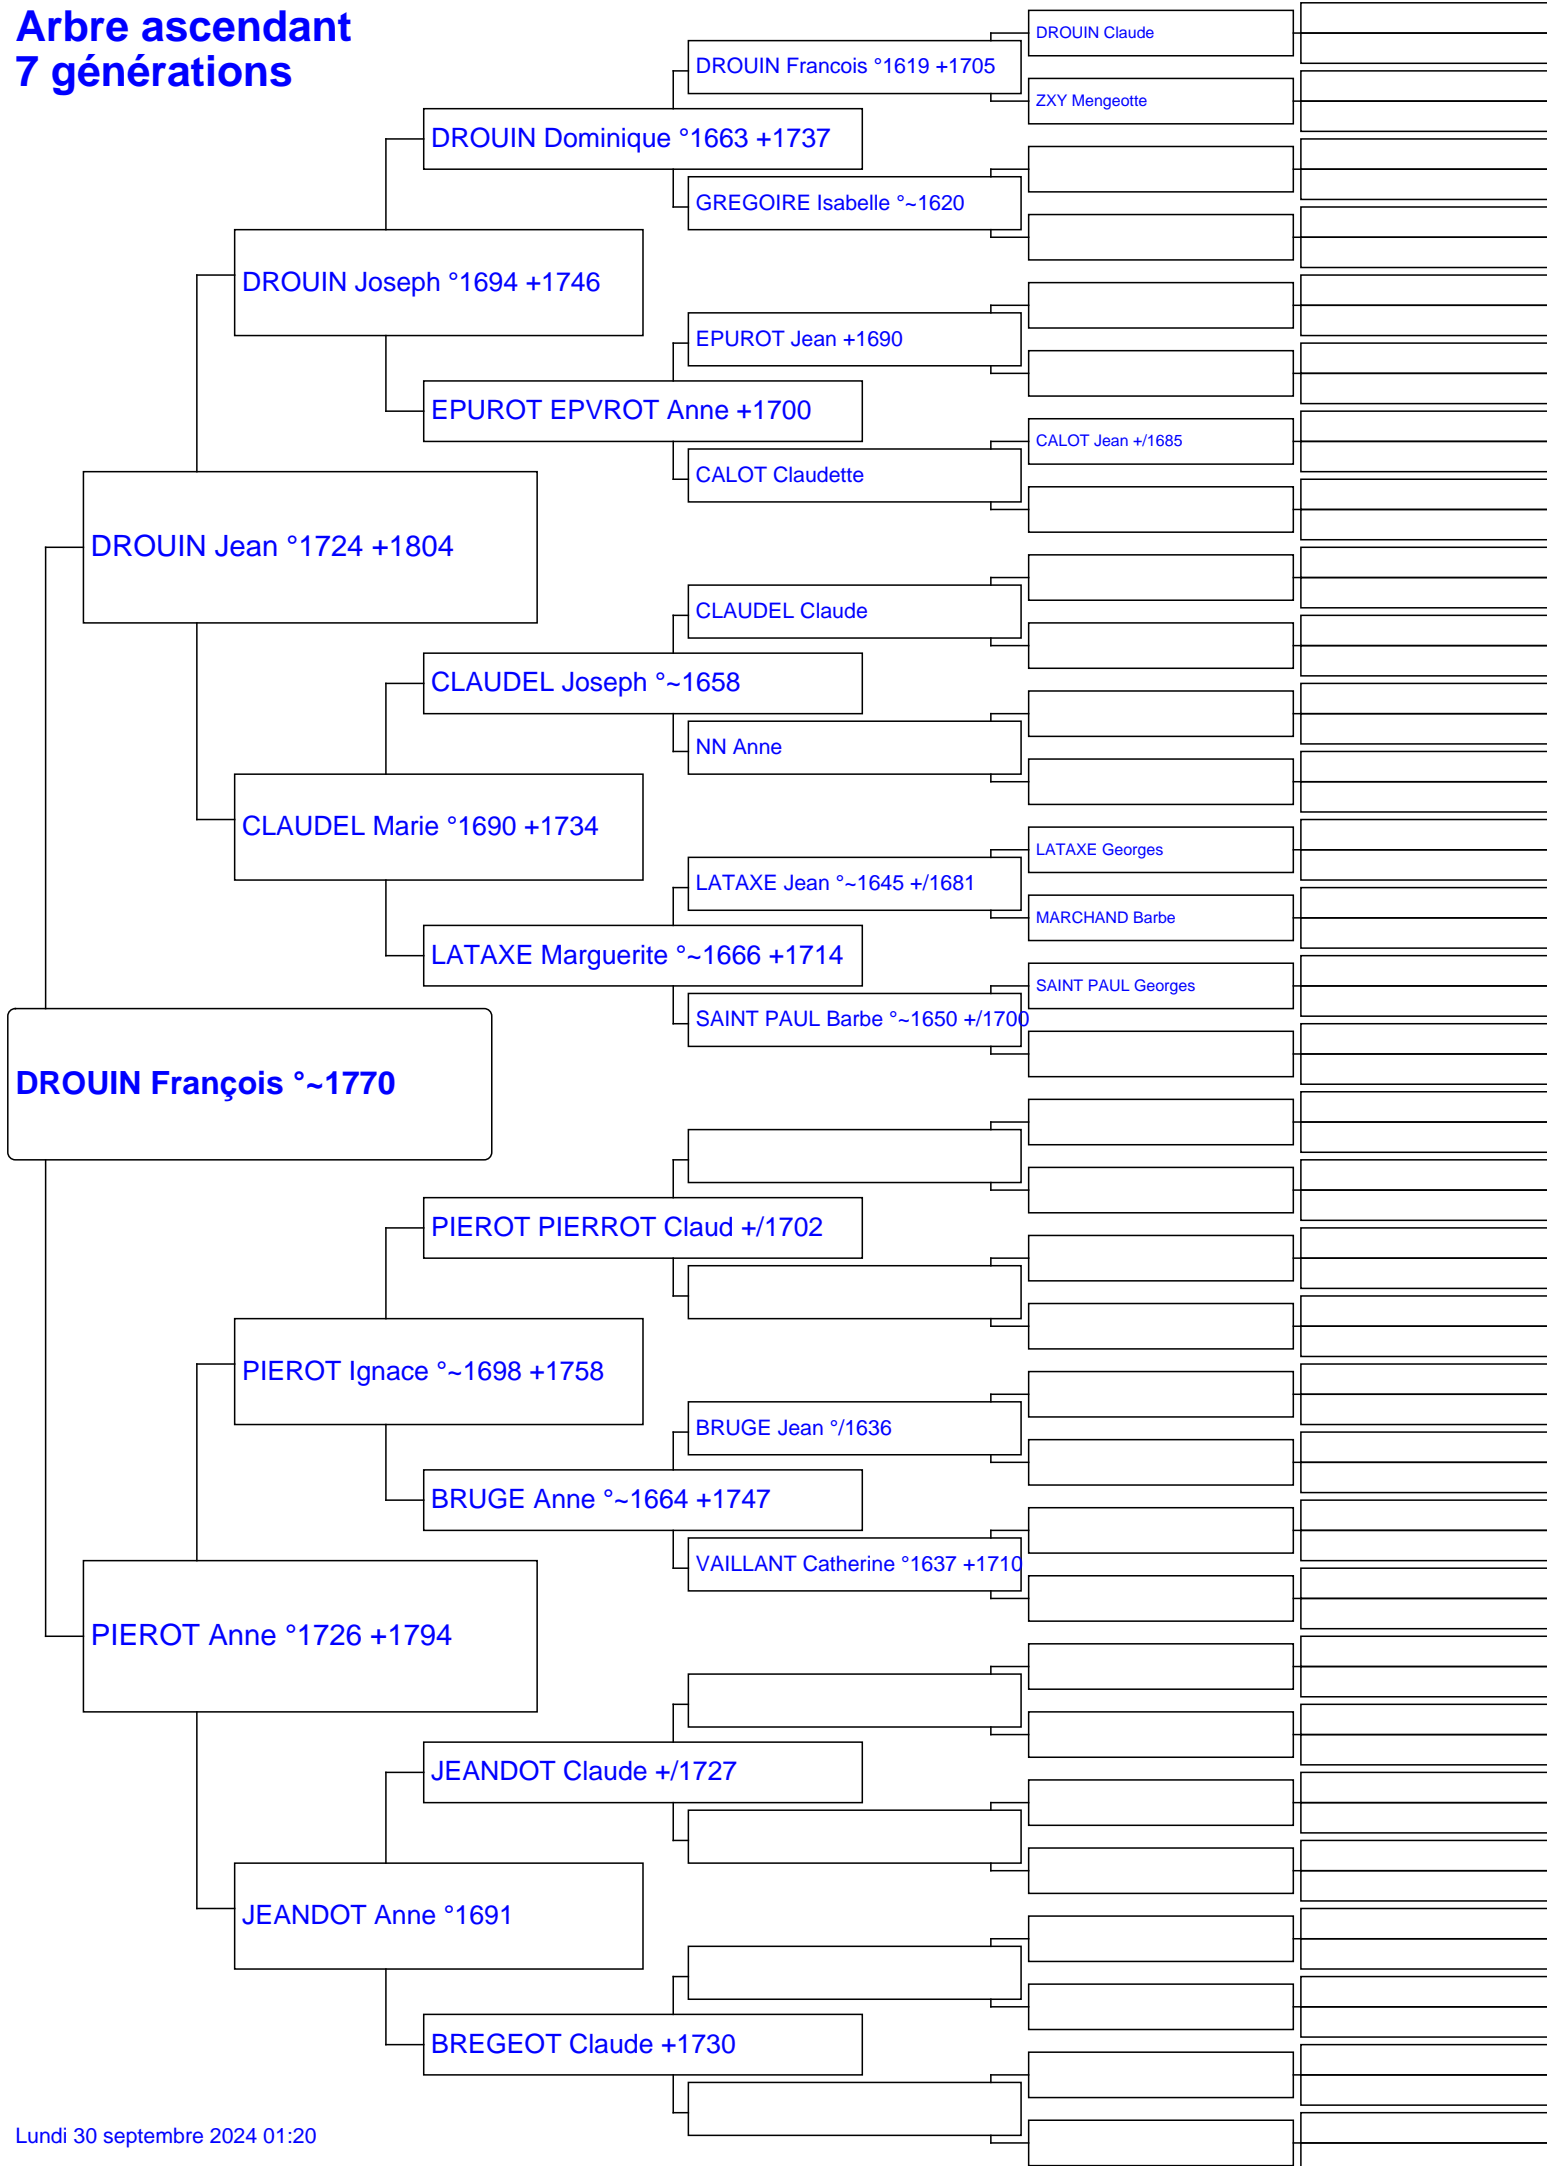 Arbre ascendant
7 générations
DROUIN Claude
DROUIN Francois °1619 +1705
ZXY Mengeotte
DROUIN Dominique °1663 +1737
GREGOIRE Isabelle °~1620
DROUIN Joseph °1694 +1746
EPUROT Jean +1690
EPUROT EPVROT Anne +1700
CALOT Jean +/1685
CALOT Claudette
DROUIN Jean °1724 +1804
CLAUDEL Claude
CLAUDEL Joseph °~1658
NN Anne
CLAUDEL Marie °1690 +1734
LATAXE Georges
LATAXE Jean °~1645 +/1681
MARCHAND Barbe
LATAXE Marguerite °~1666 +1714
SAINT PAUL Georges
SAINT PAUL Barbe °~1650 +/1700
DROUIN François °~1770
PIEROT PIERROT Claud +/1702
PIEROT Ignace °~1698 +1758
BRUGE Jean °/1636
BRUGE Anne °~1664 +1747
VAILLANT Catherine °1637 +1710
PIEROT Anne °1726 +1794
JEANDOT Claude +/1727
JEANDOT Anne °1691
BREGEOT Claude +1730
Lundi 30 septembre 2024 01:20